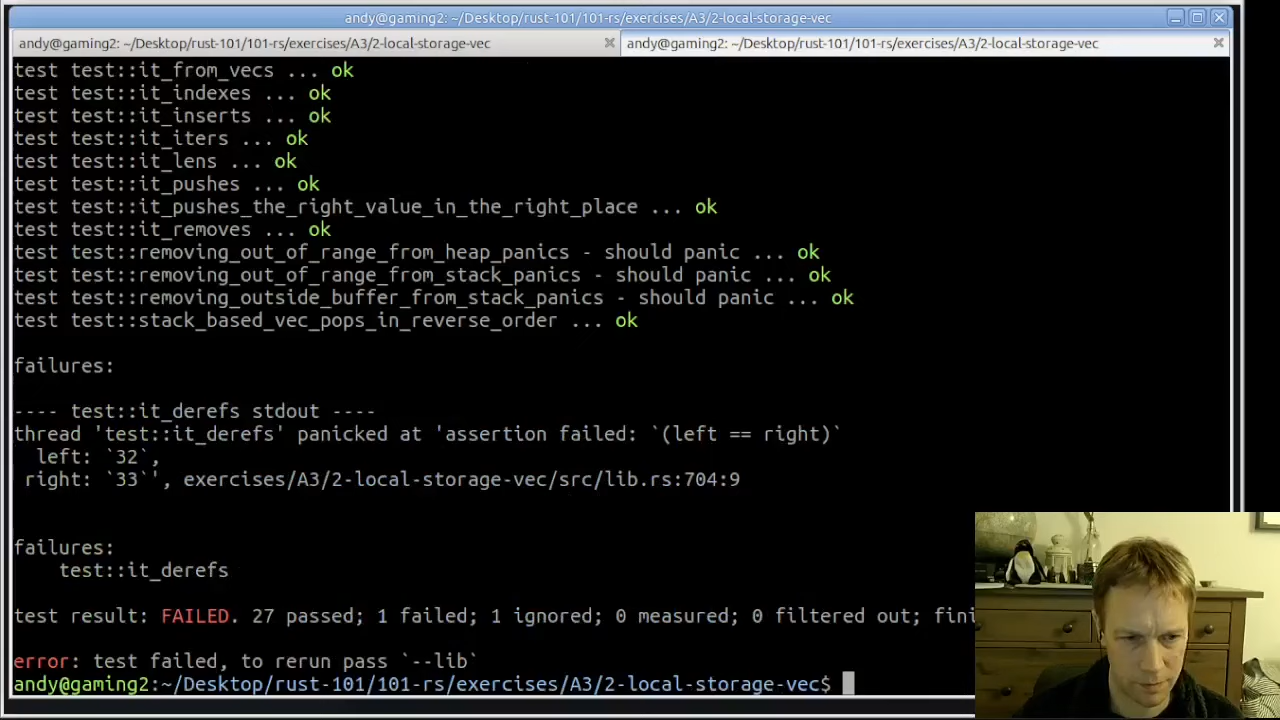 andy@gaming2: ~/Desktop/rust-101/101-rs/exercises/A3/2-local-storage-vec
andy@gaming2: ~/Desktop/rust-101/101-rs/exercises/A3/2-local-storage-vec
andy@gaming2: ~/Desktop/rust-101/101-rs/exercises/A3/2-local-storage-vec
test test::it_from_vecs ... ok
test test::it_indexes ... ok
test test::it_inserts ... ok
test test::it_iters ... ok
test test::it_lens ... ok
test test::it_pushes ... ok
test test::it_pushes_the_right_value_in_the_right_place ... ok
test test::it_removes ... ok
test test::removing_out_of_range_from_heap_panics - should panic ... ok
test test::removing_out_of_range_from_stack_panics - should panic ... ok
test test::removing_outside_buffer_from_stack_panics - should panic ... ok
test test::stack_based_vec_pops_in_reverse_order ... ok
failures:
---- test::it_derefs stdout ----
thread 'test::it_derefs' panicked at 'assertion failed: `(left == right)`
left: `32`,
right: `33`', exercises/A3/2-local-storage-vec/src/lib.rs:704:9
failures:
test::it_derefs
test result: FAILED. 27 passed; 1 failed; 1 ignored; 0 measured; 0 filtered out; fini
error: test failed, to rerun pass `--lib`
andy@gaming2:~/Desktop/rust-101/101-rs/exercises/A3/2-local-storage-vec$